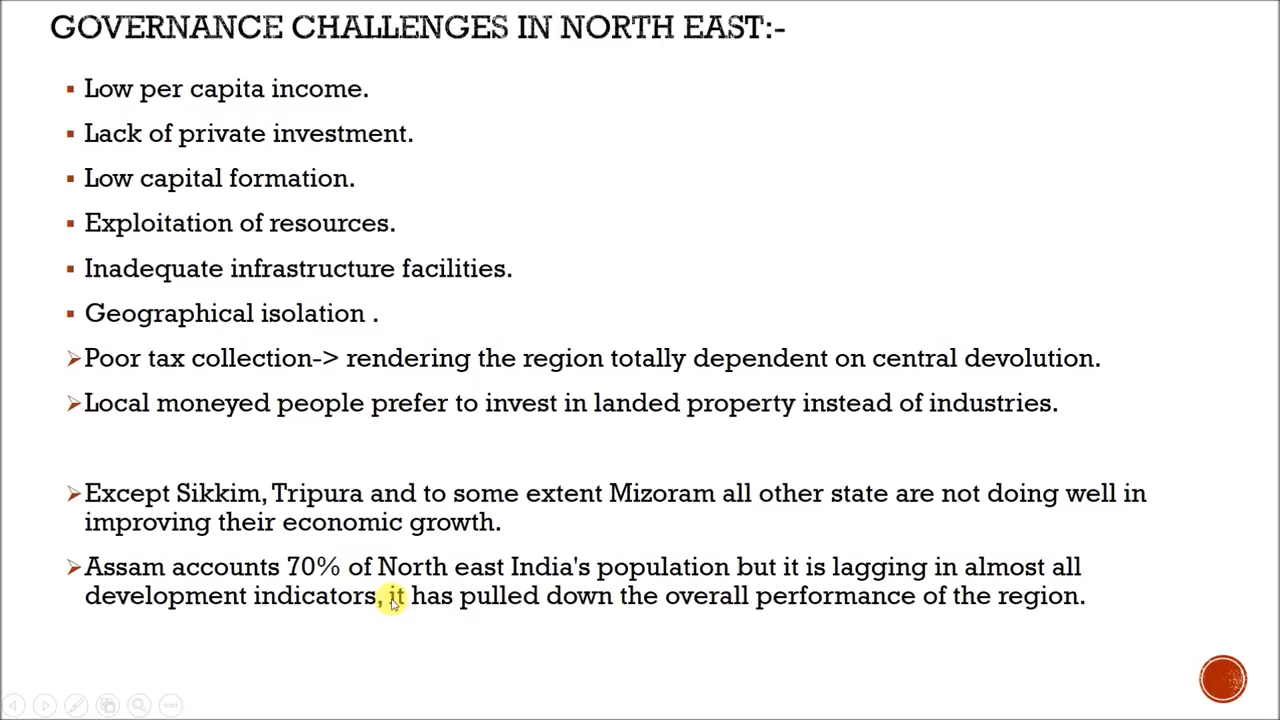 GOVERNANCE CHALLENGES IN NORTH EAST:-
▪ Low per capita income.
▪ Lack of private investment.
▪ Low capital formation.
▪ Exploitation of resources.
▪ Inadequate infrastructure facilities.
▪ Geographical isolation .
➢ Poor tax collection-> rendering the region totally dependent on central devolution.
➢ Local moneyed people prefer to invest in landed property instead of industries.
➢ Except Sikkim, Tripura and to some extent Mizoram all other state are not doing well in
improving their economic growth.
➢ Assam accounts 70% of North east India's population but it is lagging in almost all
development indicators, it has pulled down the overall performance of the region.